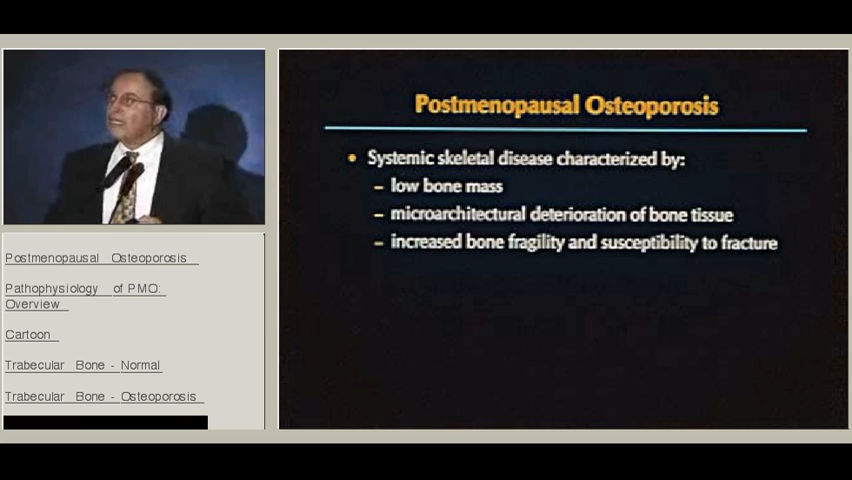 Postmenopausal Osteoporosis
• Systemic skeletal disease characterized by:
– low bone mass
– microarchitectural deterioration of bone tissue
– increased bone fragility and susceptibility to fracture
Postmenopausal Osteoporosis
Pathophysiology of PMO:
Overview
Cartoon
Trabecular Bone - Normal
Trabecular Bone - Osteoporosis